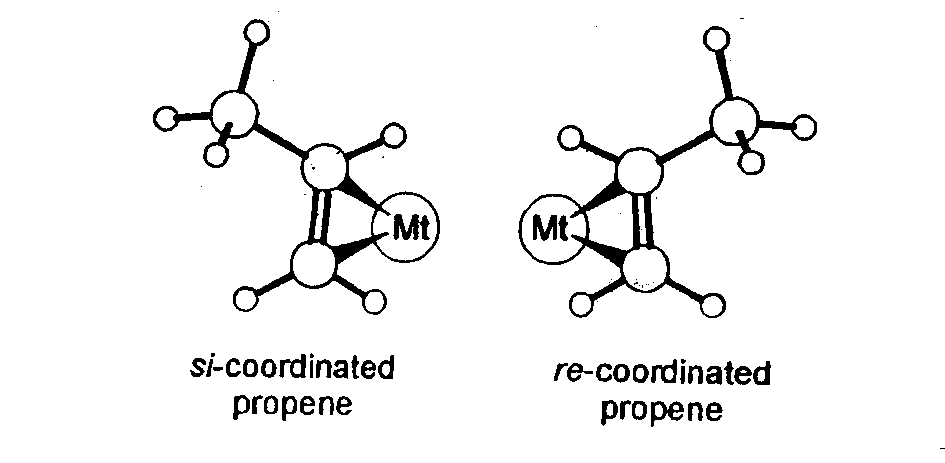 Mt
Mt
si-coordinated
propene
re-coordinated
propene